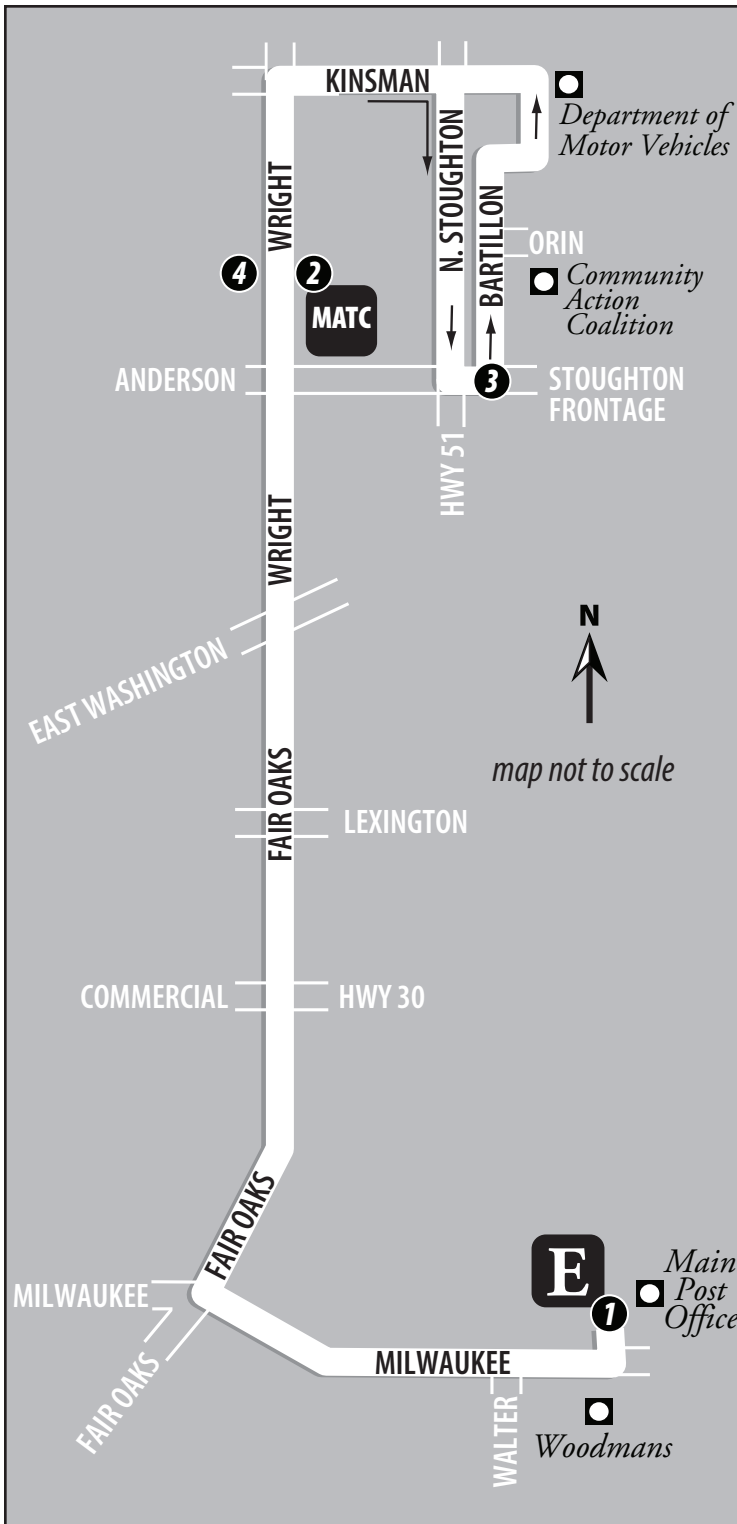 KINSMAN
Department of
Motor Vehicles
WRIGHT
N. STOUGHTON
BARTILLON
ORIN
4
2
MATC
Community
Action
Coalition
ANDERSON
3
STOUGHTON
FRONTAGE
HWY 51
WRIGHT
EAST WASHINGTON
N
map not to scale
FAIR OAKS
LEXINGTON
COMMERCIAL
HWY 30
FAIR OAKS
MILWAUKEE
E
1
Main
Post
Office
FAIR OAKS
MILWAUKEE
WALTER
Woodmans